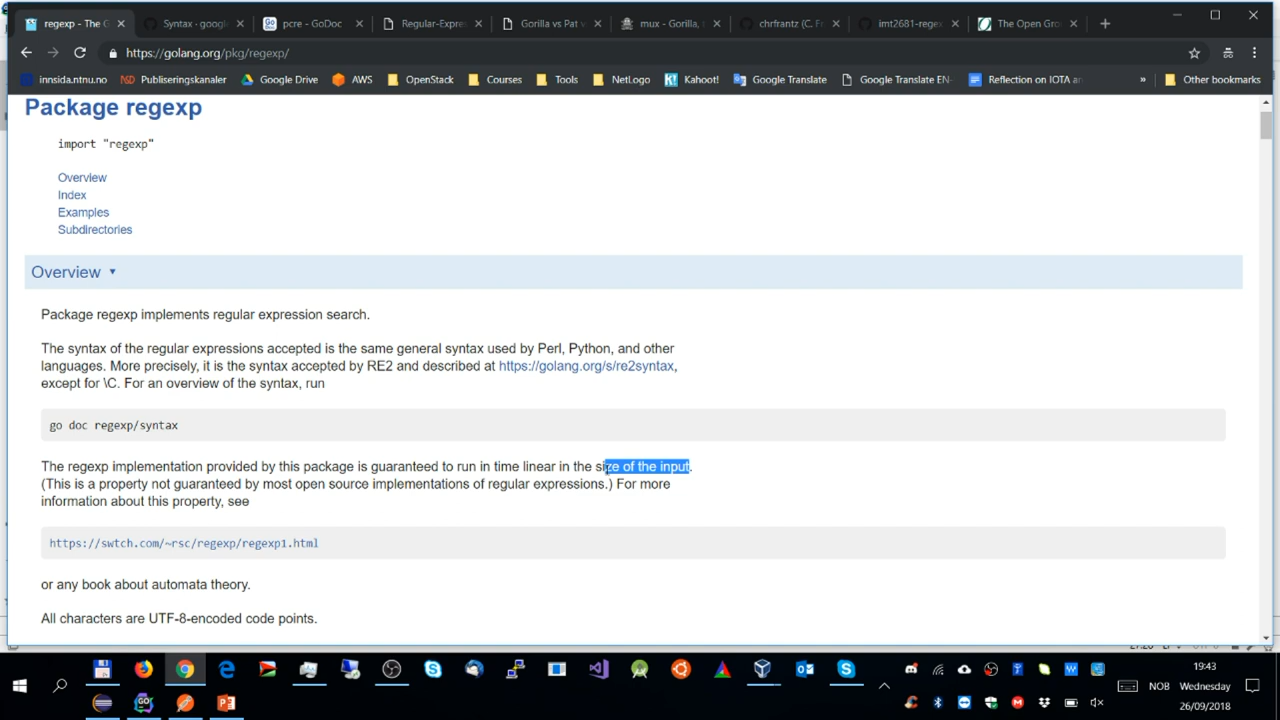 regexp - The G
Syntax · google
pcre - GoDoc
Regular-Expre
Gorilla vs Pat v
mux - Gorilla,
chrfrantz (C. Fr
imt2681-regex
The Open Gro
https://golang.org/pkg/regexp/
innsida.ntnu.no
Publiseringskanaler
Google Drive
AWS
OpenStack
Courses
Tools
NetLogo
Kahoot!
Google Translate
Google Translate EN-
Reflection on IOTA an
»
Other bookmarks
Package regexp
import "regexp"
Overview
Index
Examples
Subdirectories
Overview ▾
Package regexp implements regular expression search.
The syntax of the regular expressions accepted is the same general syntax used by Perl, Python, and other
languages. More precisely, it is the syntax accepted by RE2 and described at https://golang.org/s/re2syntax,
except for \C. For an overview of the syntax, run
go doc regexp/syntax
The regexp implementation provided by this package is guaranteed to run in time linear in the size of the input.
(This is a property not guaranteed by most open source implementations of regular expressions.) For more
information about this property, see
https://swtch.com/~rsc/regexp/regexp1.html
or any book about automata theory.
All characters are UTF-8-encoded code points.
19:43
NOB
Wednesday
26/09/2018